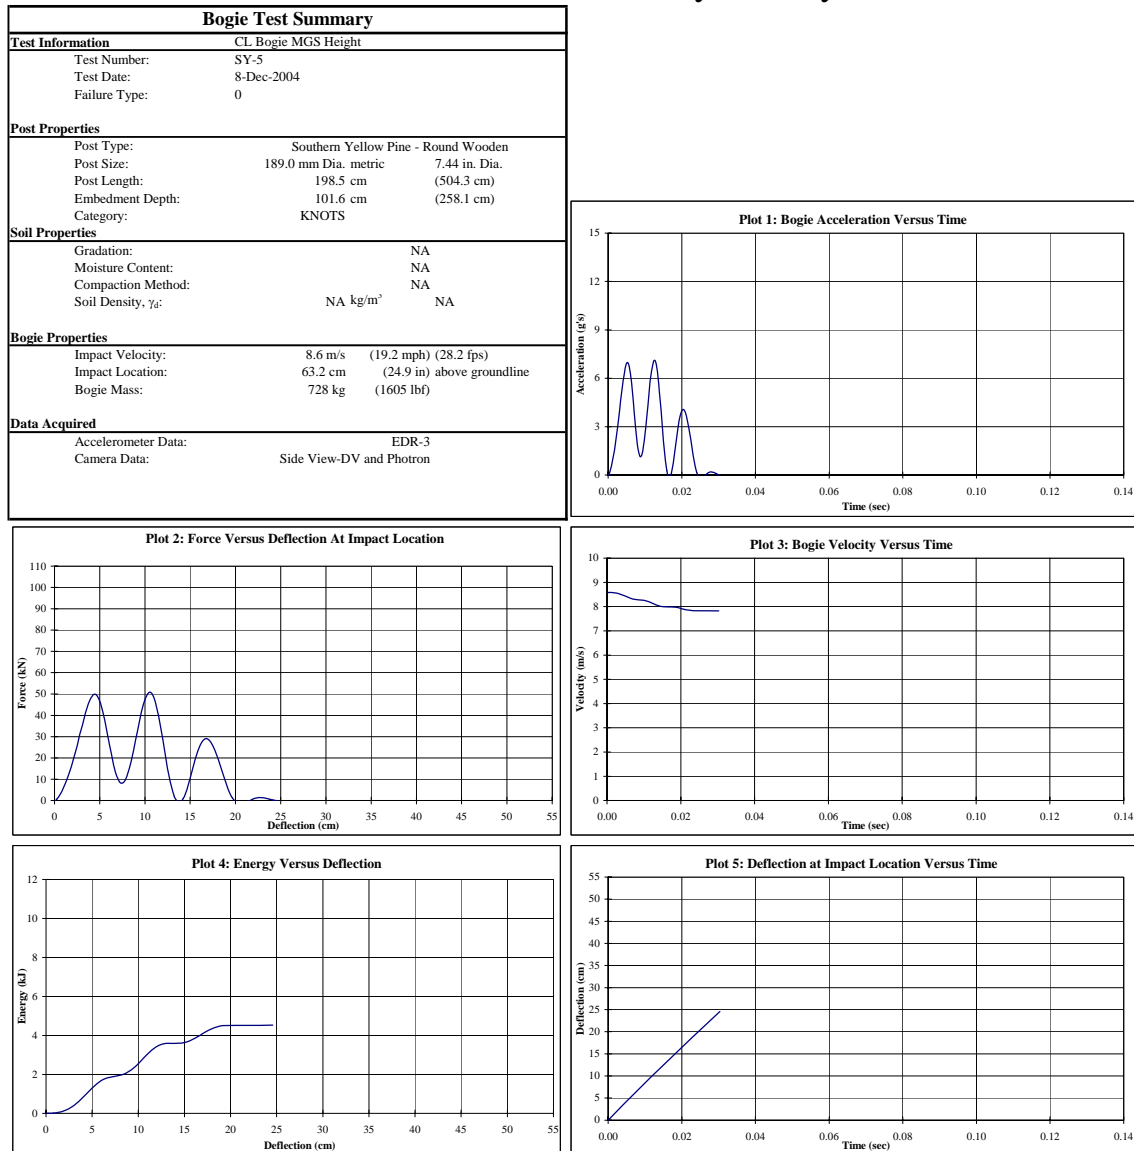 Bogie Test Summary
Test Information CL Bogie MGS Height
Test Number: SY-5
Test Date: 8-Dec-2004
Failure Type: 0
Post Properties
Post Type: Southern Yellow Pine - Round Wooden
Post Size: 189.0 mm Dia. metric 7.44 in. Dia.
Post Length: 198.5 cm (504.3 cm)
Embedment Depth: 101.6 cm (258.1 cm)
Category: KNOTS
Soil Properties
Gradation: NA
Moisture Content: NA
Compaction Method: NA
Soil Density, γd: NA kg/m³ NA
Bogie Properties
Impact Velocity: 8.6 m/s (19.2 mph) (28.2 fps)
Impact Location: 63.2 cm (24.9 in) above groundline
Bogie Mass: 728 kg (1605 lbf)
Data Acquired
Accelerometer Data: EDR-3
Camera Data: Side View-DV and Photron
Plot 1: Bogie Acceleration Versus Time
15
12
9
6
3
0
Acceleration (g's)
0.00 0.02 0.04 0.06 0.08 0.10 0.12 0.14
Time (sec)
Plot 2: Force Versus Deflection At Impact Location
110
100
90
80
70
60
50
40
30
20
10
0
Force (kN)
0 5 10 15 20 25 30 35 40 45 50 55
Deflection (cm)
Plot 3: Bogie Velocity Versus Time
10
9
8
7
6
5
4
3
2
1
0
Velocity (m/s)
0.00 0.02 0.04 0.06 0.08 0.10 0.12 0.14
Time (sec)
Plot 4: Energy Versus Deflection
12
10
8
6
4
2
0
Energy (kJ)
0 5 10 15 20 25 30 35 40 45 50 55
Deflection (cm)
Plot 5: Deflection at Impact Location Versus Time
55
50
45
40
35
30
25
20
15
10
5
0
Deflection (cm)
0.00 0.02 0.04 0.06 0.08 0.10 0.12 0.14
Time (sec)